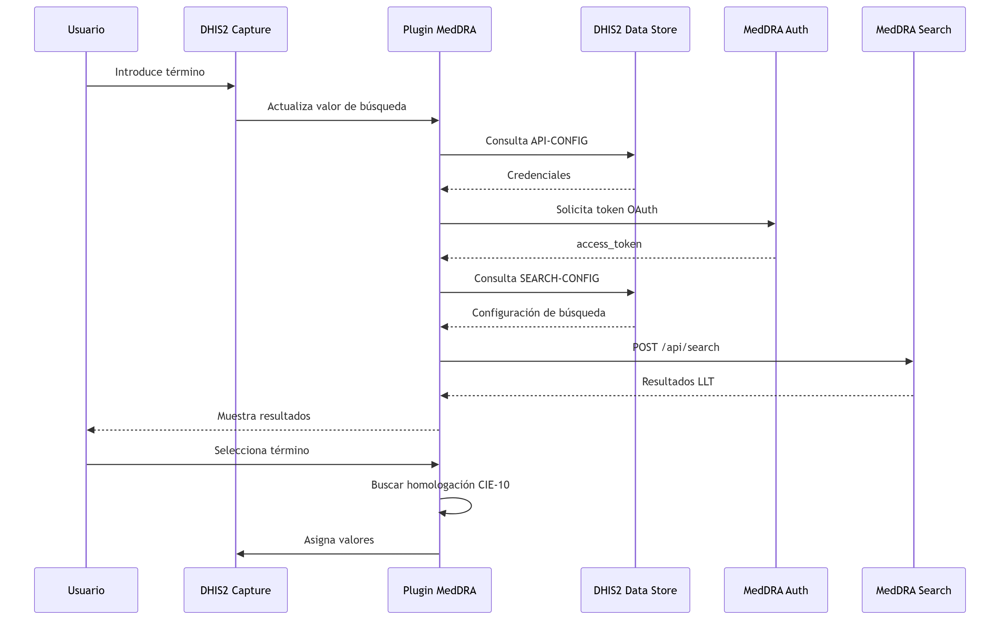 Usuario
DHIS2 Capture
Plugin MedDRA
DHIS2 Data Store
MedDRA Auth
MedDRA Search
Introduce término
Actualiza valor de búsqueda
Consulta API-CONFIG
Credenciales
Solicita token OAuth
access_token
Consulta SEARCH-CONFIG
Configuración de búsqueda
POST /api/search
Resultados LLT
Muestra resultados
Selecciona término
Buscar homologación CIE-10
Asigna valores
Usuario
DHIS2 Capture
Plugin MedDRA
DHIS2 Data Store
MedDRA Auth
MedDRA Search